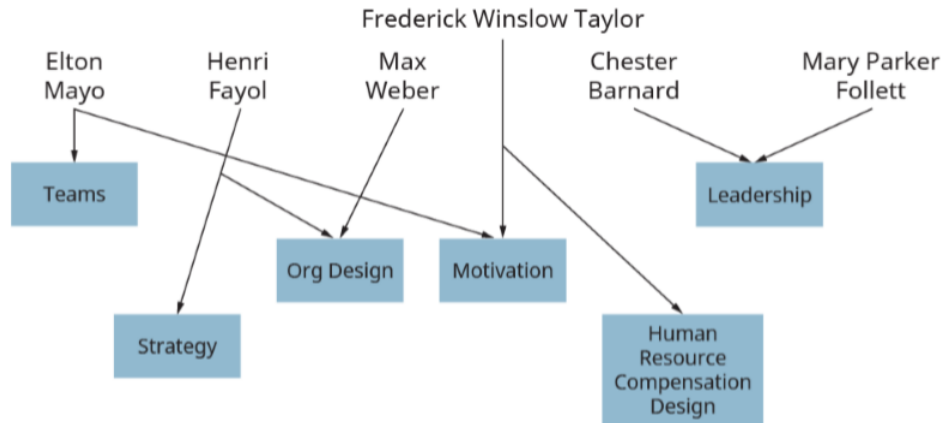 Frederick Winslow Taylor
Elton
Mayo
Henri
Fayol
Max
Weber
Chester
Barnard
Mary Parker
Follett
Teams
Leadership
Org Design
Motivation
Strategy
Human
Resource
Compensation
Design